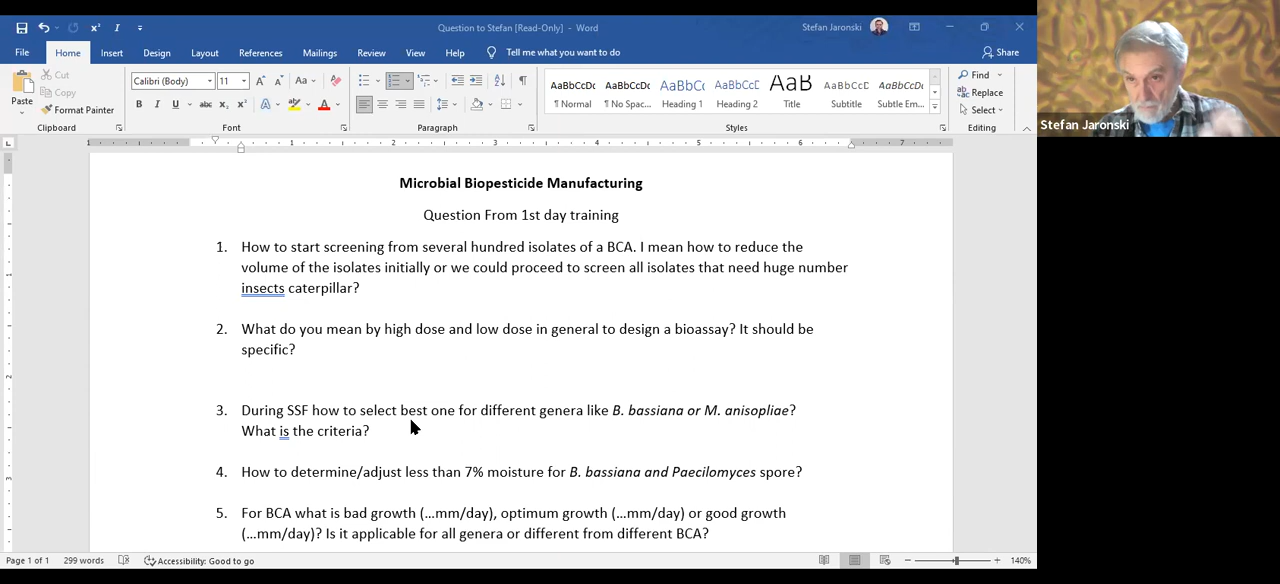 Question to Stefan [Read-Only] - Word
Stefan Jaronski
File Home Insert Design Layout References Mailings Review View Help Tell me what you want to do Share
Paste
Cut
Copy
Format Painter
Clipboard
Calibri (Body) 11
Font
Paragraph
AaBbCcDc AaBbCcDc AaBbCc AaBbCcD AaB AaBbCcD AaBbCcDc
¶ Normal ¶ No Spac... Heading 1 Heading 2 Title Subtitle Subtle Em...
Styles
Find
Replace
Select
Editing
Stefan Jaronski
1 1 2 3 4 5 6 7
Microbial Biopesticide Manufacturing
Question From 1st day training
1. How to start screening from several hundred isolates of a BCA. I mean how to reduce the
volume of the isolates initially or we could proceed to screen all isolates that need huge number
insects caterpillar?
2. What do you mean by high dose and low dose in general to design a bioassay? It should be
specific?
3. During SSF how to select best one for different genera like B. bassiana or M. anisopliae?
What is the criteria?
4. How to determine/adjust less than 7% moisture for B. bassiana and Paecilomyces spore?
5. For BCA what is bad growth (...mm/day), optimum growth (...mm/day) or good growth
(...mm/day)? Is it applicable for all genera or different from different BCA?
Page 1 of 1 299 words Accessibility: Good to go 140%